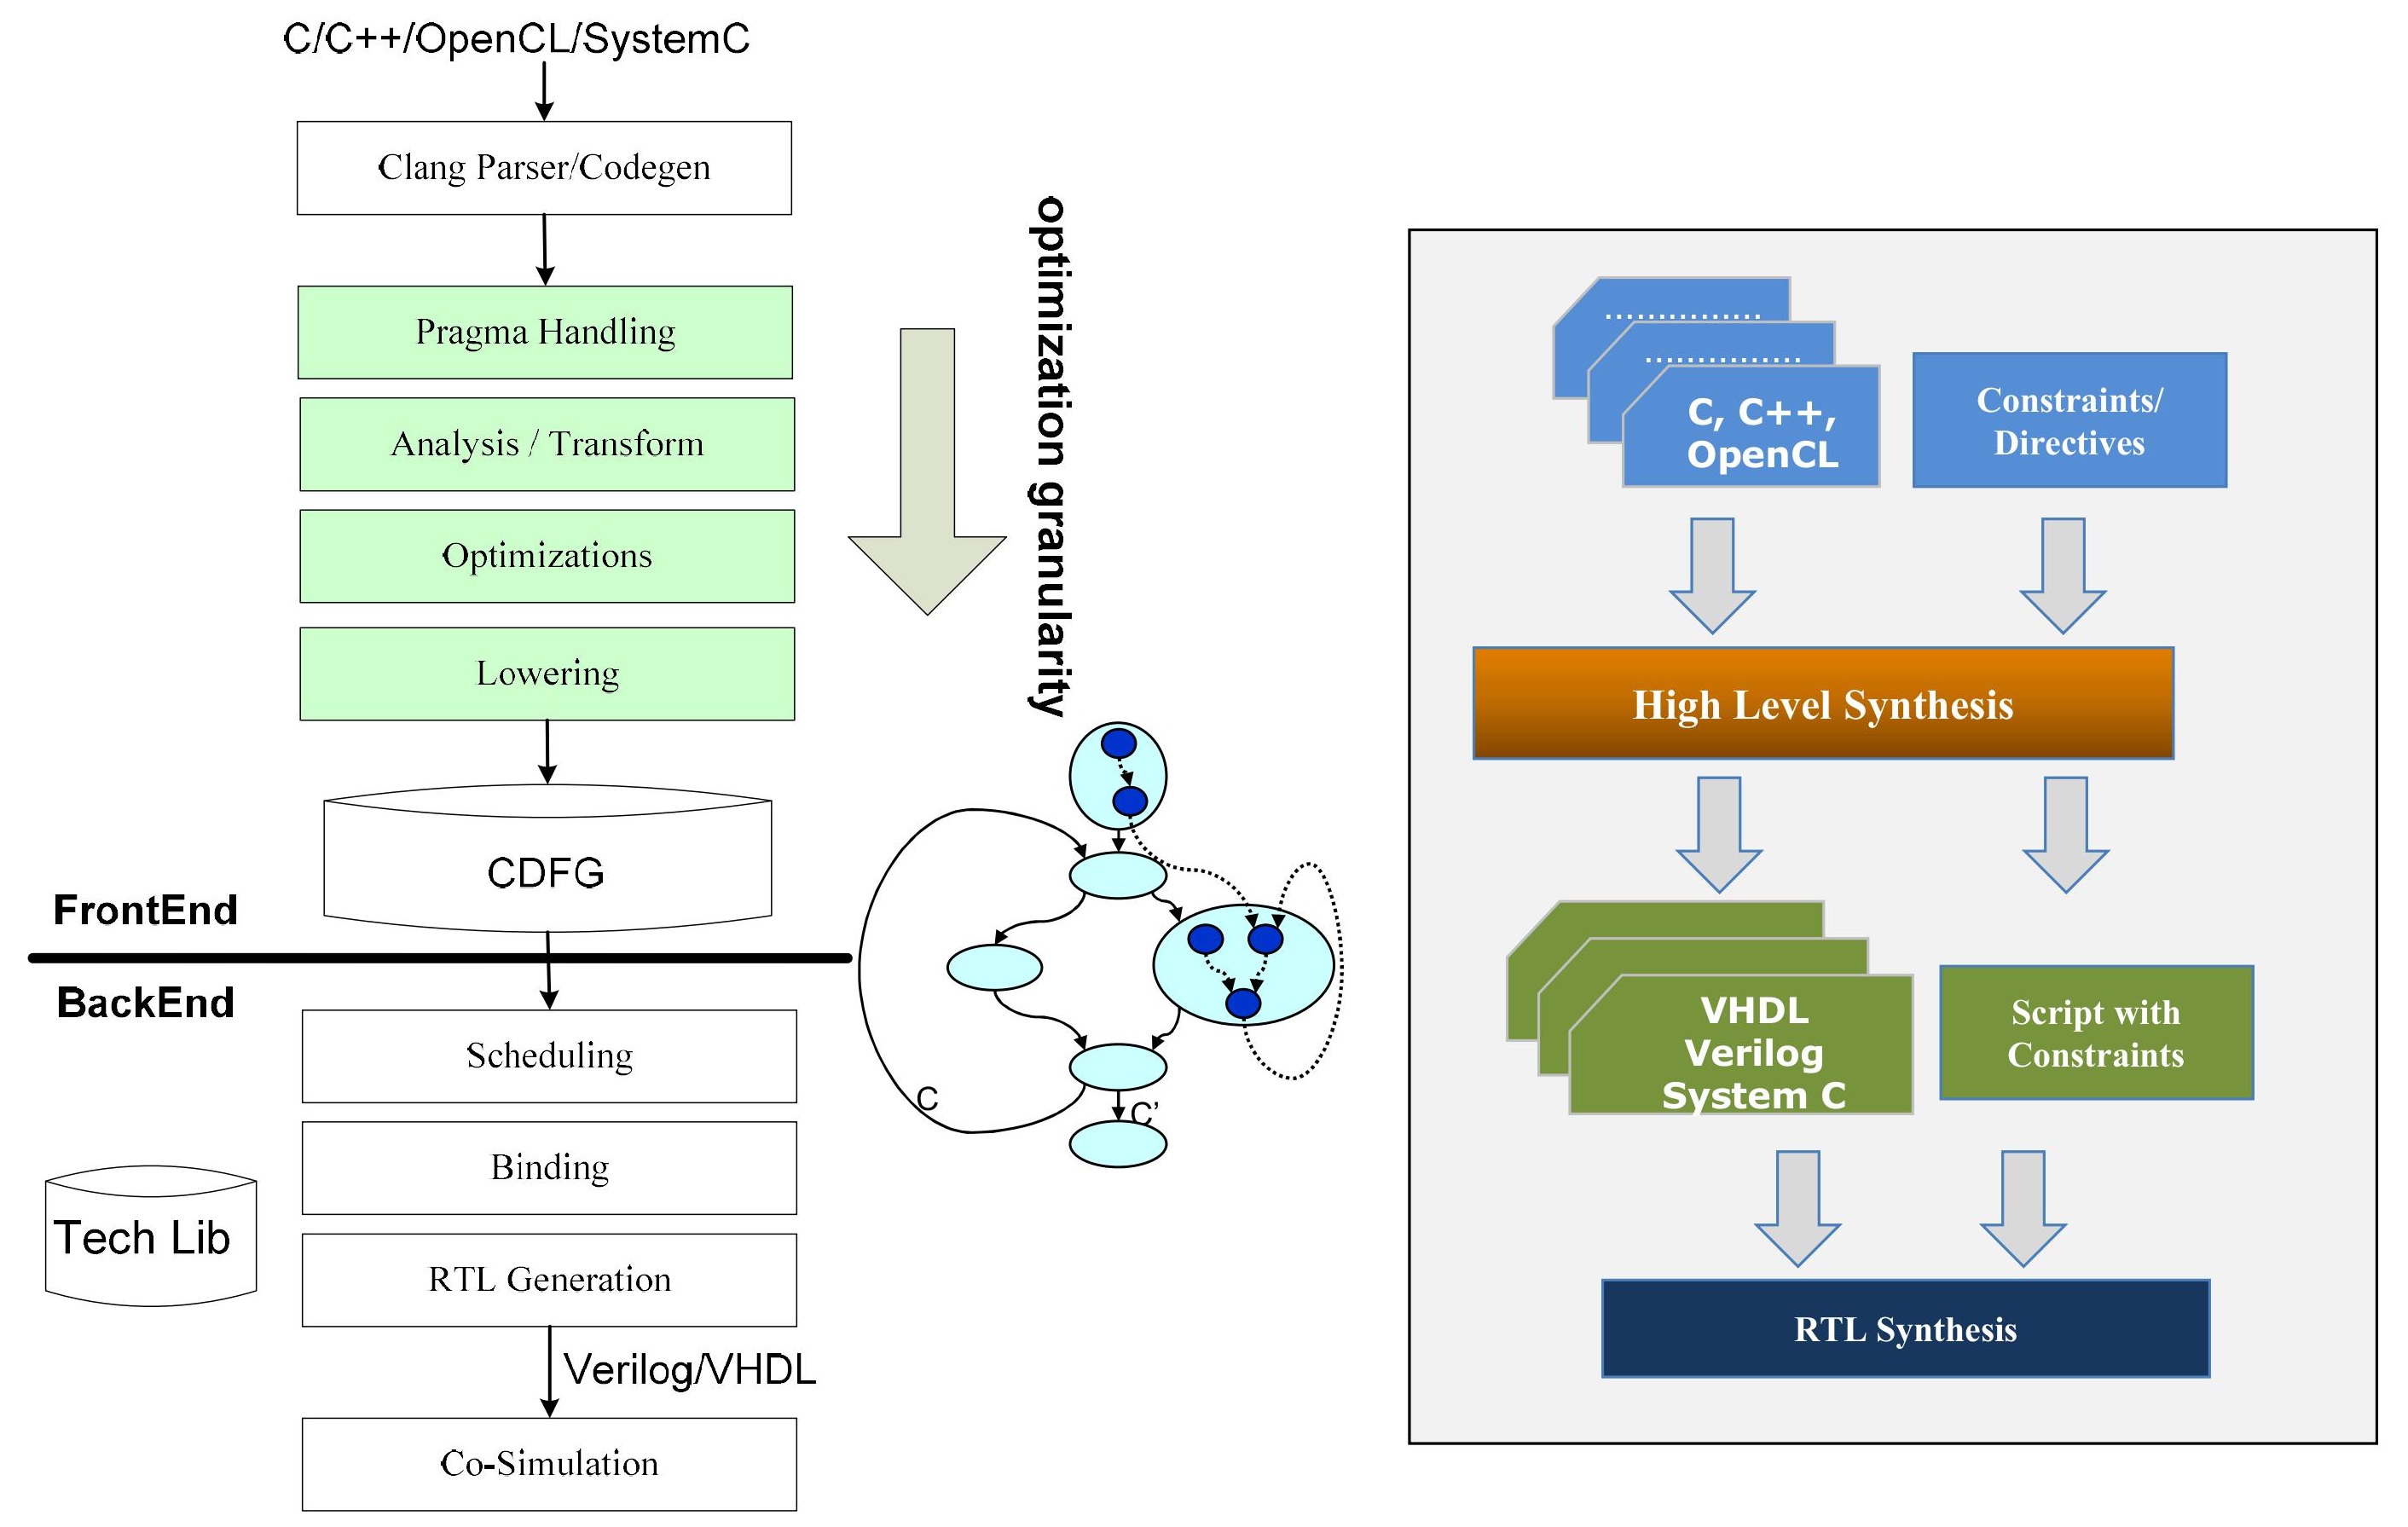 C/C++/OpenCL/SystemC
Clang Parser/Codegen
Pragma Handling
Analysis / Transform
Optimizations
Lowering
CDFG
FrontEnd
BackEnd
Scheduling
Binding
RTL Generation
Tech Lib
Verilog/VHDL
Co-Simulation
optimization granularity
C
C'
...............
...............
C, C++,
OpenCL
Constraints/
Directives
High Level Synthesis
VHDL
Verilog
System C
Script with
Constraints
RTL Synthesis